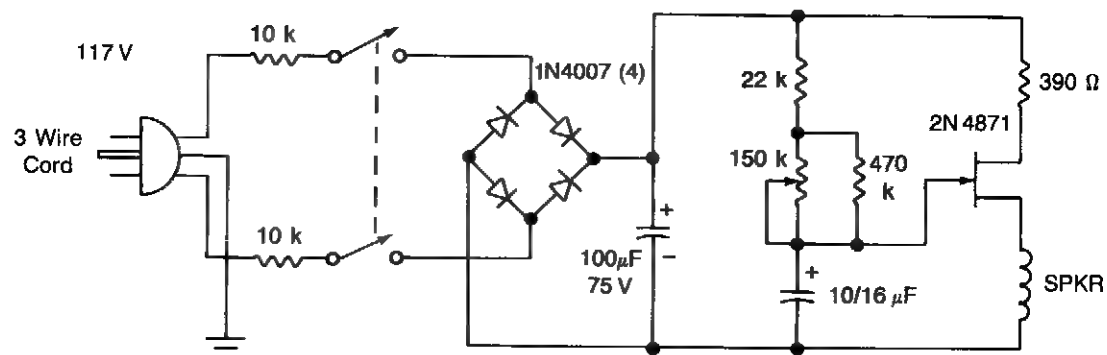 117 V
10 k
3 Wire
Cord
10 k
1N4007 (4)
100µF
75 V
+
−
22 k
150 k
470
k
+
10/16 µF
390 Ω
2N 4871
SPKR